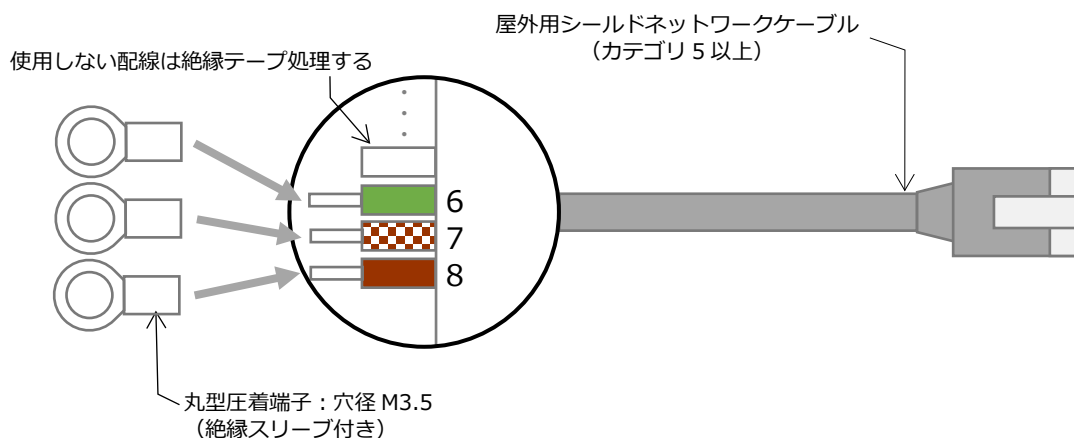 屋外用シールドネットワークケーブル
（カテゴリ 5 以上）
使用しない配線は絶縁テープ処理する
6
7
8
丸型圧着端子：穴径 M3.5
（絶縁スリーブ付き）